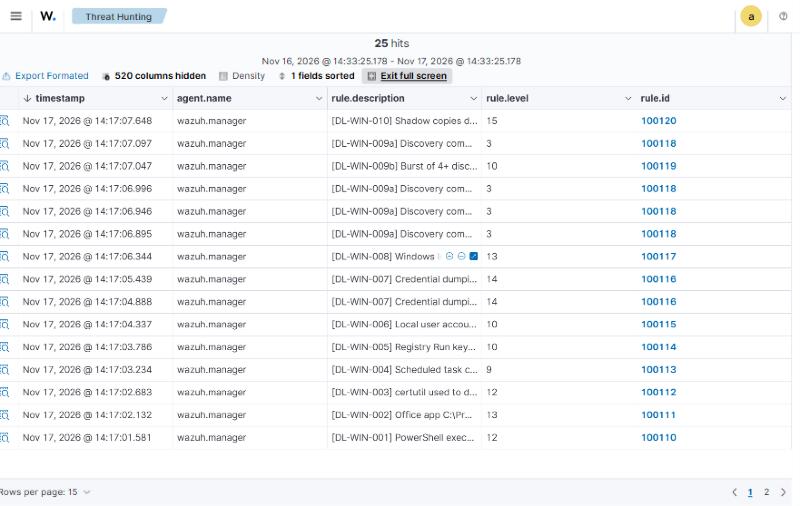 W. Threat Hunting a
25 hits
Nov 16, 2026 @ 14:33:25.178 - Nov 17, 2026 @ 14:33:25.178
Export Formated 520 columns hidden Density 1 fields sorted Exit full screen
timestamp agent.name rule.description rule.level rule.id
Nov 17, 2026 @ 14:17:07.648 wazuh.manager [DL-WIN-010] Shadow copies d... 15 100120
Nov 17, 2026 @ 14:17:07.097 wazuh.manager [DL-WIN-009a] Discovery com... 3 100118
Nov 17, 2026 @ 14:17:07.047 wazuh.manager [DL-WIN-009b] Burst of 4+ disc... 10 100119
Nov 17, 2026 @ 14:17:06.996 wazuh.manager [DL-WIN-009a] Discovery com... 3 100118
Nov 17, 2026 @ 14:17:06.946 wazuh.manager [DL-WIN-009a] Discovery com... 3 100118
Nov 17, 2026 @ 14:17:06.895 wazuh.manager [DL-WIN-009a] Discovery com... 3 100118
Nov 17, 2026 @ 14:17:06.344 wazuh.manager [DL-WIN-008] Windows 13 100117
Nov 17, 2026 @ 14:17:05.439 wazuh.manager [DL-WIN-007] Credential dumpi... 14 100116
Nov 17, 2026 @ 14:17:04.888 wazuh.manager [DL-WIN-007] Credential dumpi... 14 100116
Nov 17, 2026 @ 14:17:04.337 wazuh.manager [DL-WIN-006] Local user accou... 10 100115
Nov 17, 2026 @ 14:17:03.786 wazuh.manager [DL-WIN-005] Registry Run key... 10 100114
Nov 17, 2026 @ 14:17:03.234 wazuh.manager [DL-WIN-004] Scheduled task c... 9 100113
Nov 17, 2026 @ 14:17:02.683 wazuh.manager [DL-WIN-003] certutil used to d... 12 100112
Nov 17, 2026 @ 14:17:02.132 wazuh.manager [DL-WIN-002] Office app C:\Pr... 13 100111
Nov 17, 2026 @ 14:17:01.581 wazuh.manager [DL-WIN-001] PowerShell exec... 12 100110
Rows per page: 15 1 2